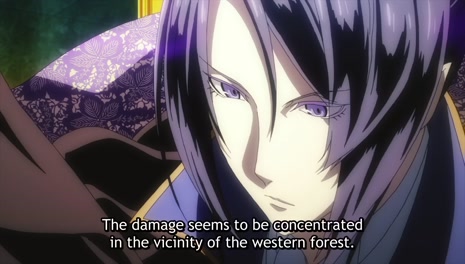 The damage seems to be concentrated
in the vicinity of the western forest.